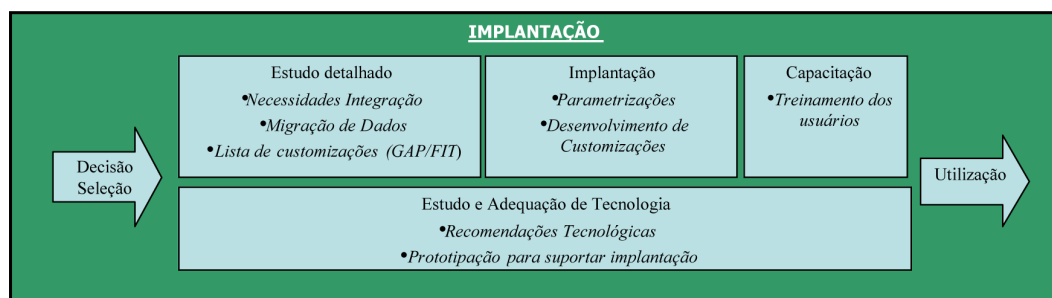 IMPLANTAÇÃO
Decisão
Seleção
Estudo detalhado
•Necessidades Integração
•Migração de Dados
•Lista de customizações (GAP/FIT)
Implantação
•Parametrizações
•Desenvolvimento de
Customizações
Capacitação
•Treinamento dos
usuários
Estudo e Adequação de Tecnologia
•Recomendações Tecnológicas
•Prototipação para suportar implantação
Utilização